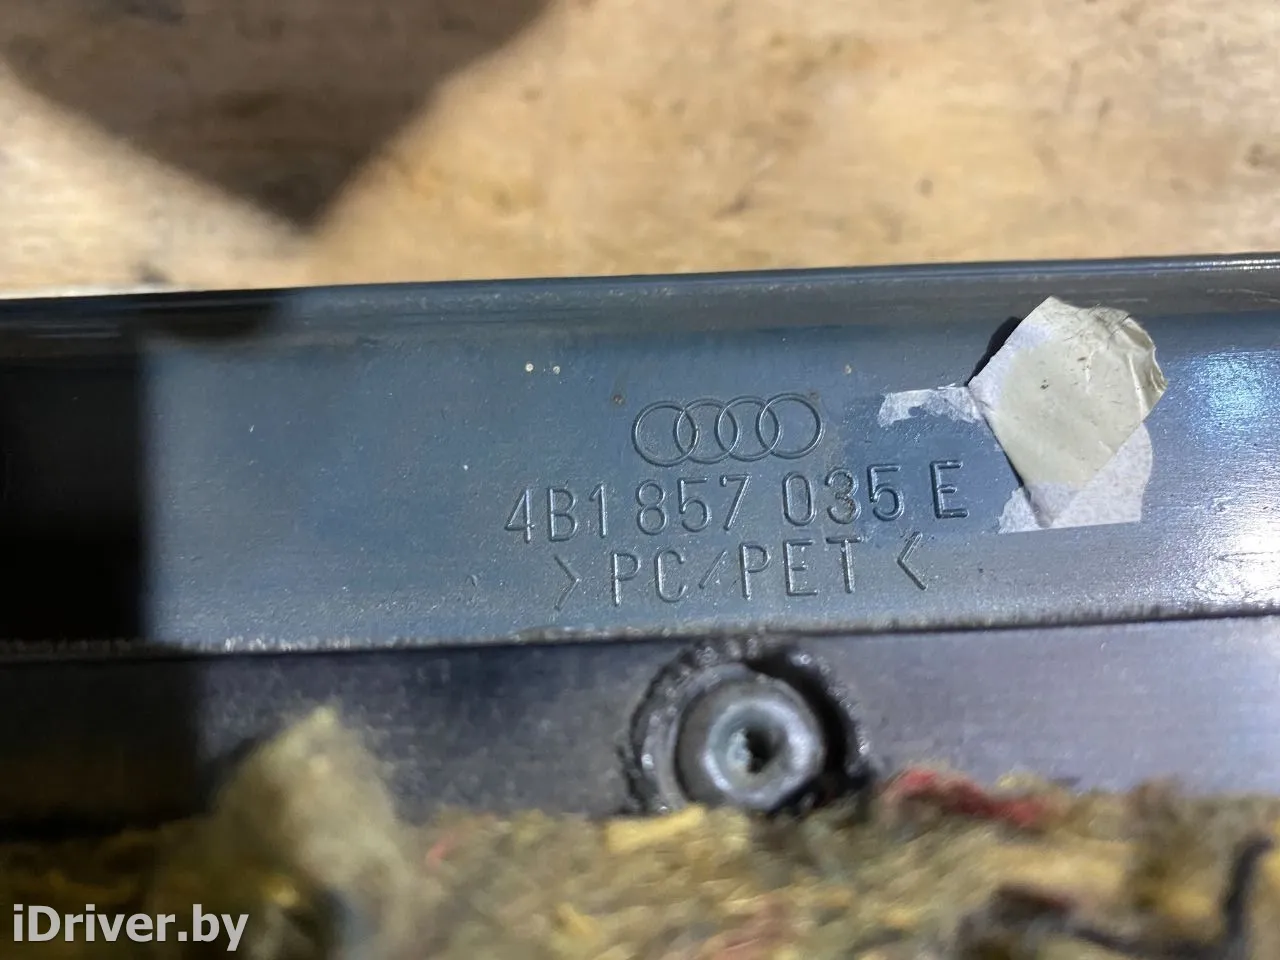 4B1 857 035 E
>PC/PET<
iDriver.by